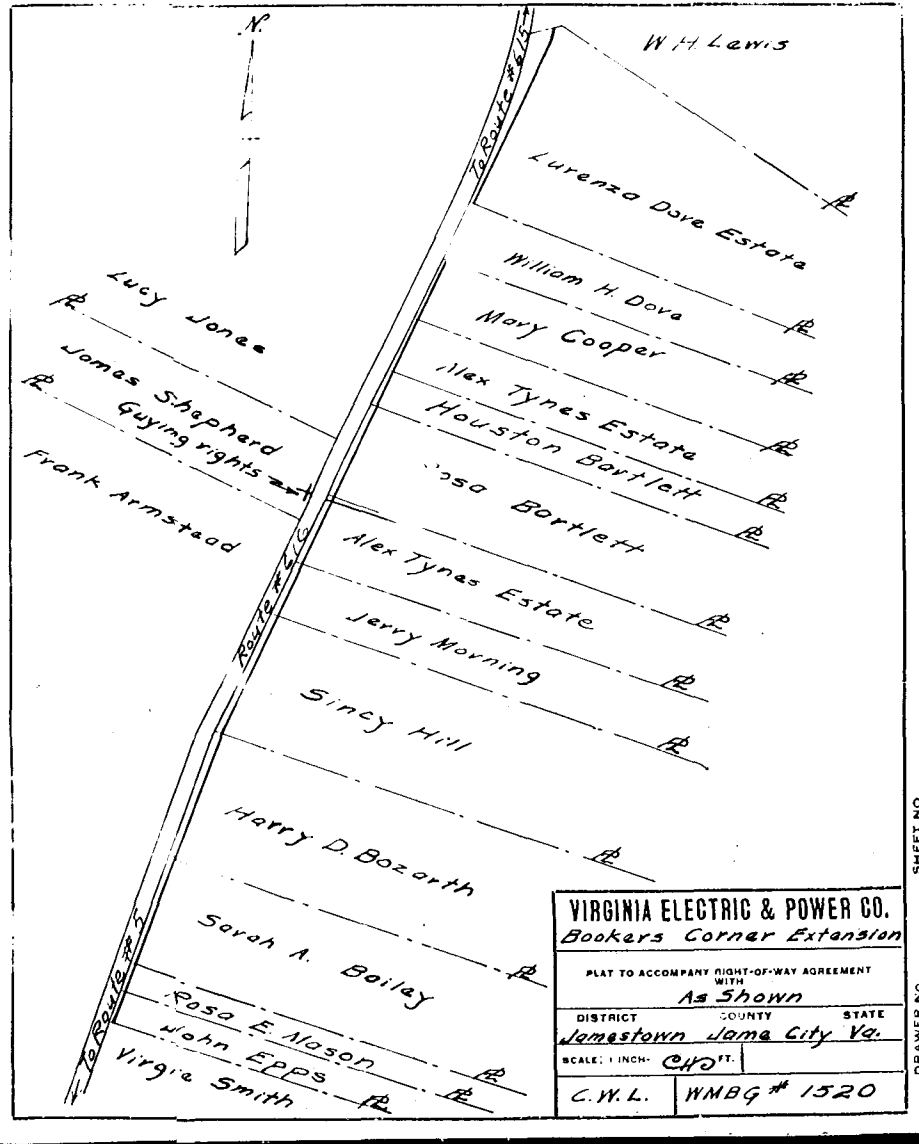 N.
W. H. Lewis
To Route #615
Lurenza Dove Estate
William H. Dove
Mary Cooper
Alex Tynes Estate
Houston Bartlett
Rosa Bartlett
Lucy Jones
James Shepherd
Guying rights
Frank Armstead
Route #616
Alex Tynes Estate
Jerry Morning
Sincy Hill
Harry D. Bozarth
Sarah A. Bailey
Rosa E. Nason
John Epps
Virgie Smith
To Route #5
VIRGINIA ELECTRIC & POWER CO.
Bookers Corner Extension
PLAT TO ACCOMPANY RIGHT-OF-WAY AGREEMENT
WITH
As Shown
DISTRICT COUNTY STATE
Jamestown Jame City Va.
SCALE: 1 INCH- FT.
C.W.L. WMBG # 1520
SHEET NO.
DRAWER NO.